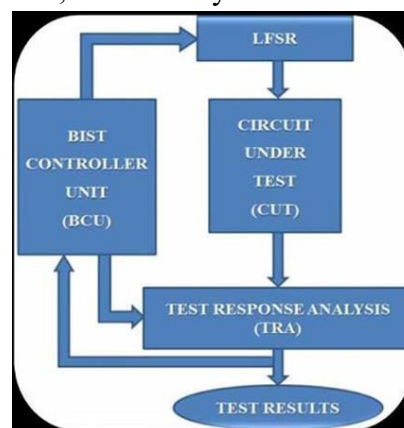 LFSR
BIST
CONTROLLER
UNIT
(BCU)
CIRCUIT
UNDER
TEST
(CUT)
TEST RESPONSE ANALYSIS
(TRA)
TEST RESULTS